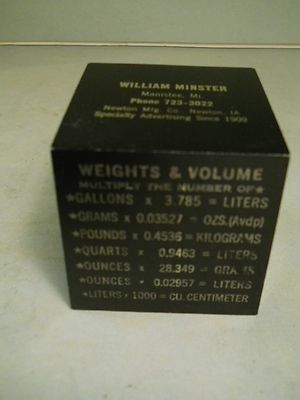 WILLIAM MINSTER
Manistee, Mi.
Phone 723-3022
Newton Mfg. Co. Newton, IA.
Specialty Advertising Since 1909
WEIGHTS & VOLUME
MULTIPLY THE NUMBER OF★
★GALLONS x 3.785 = LITERS
★GRAMS x 0.03527 = OZS.(Avdp)
★POUNDS x 0.4536 = KILOGRAMS
★QUARTS x 0.9463 = LITERS
★OUNCES x 28.349 = GRAMS
★OUNCES x 0.02957 = LITERS
★LITERS x 1000 = CU. CENTIMETER